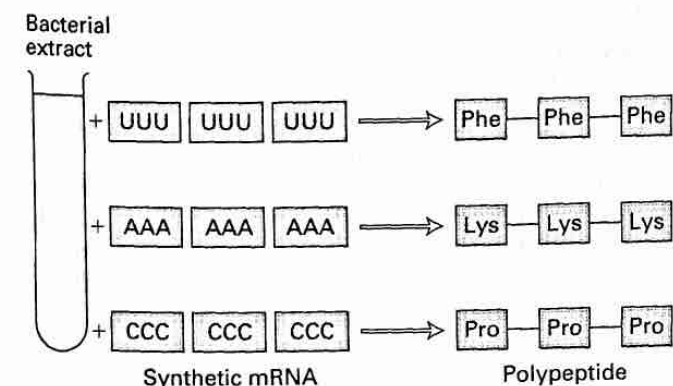 Bacterial
extract
+ UUU UUU UUU Phe Phe Phe
+ AAA AAA AAA Lys Lys Lys
+ CCC CCC CCC Pro Pro Pro
Synthetic mRNA Polypeptide